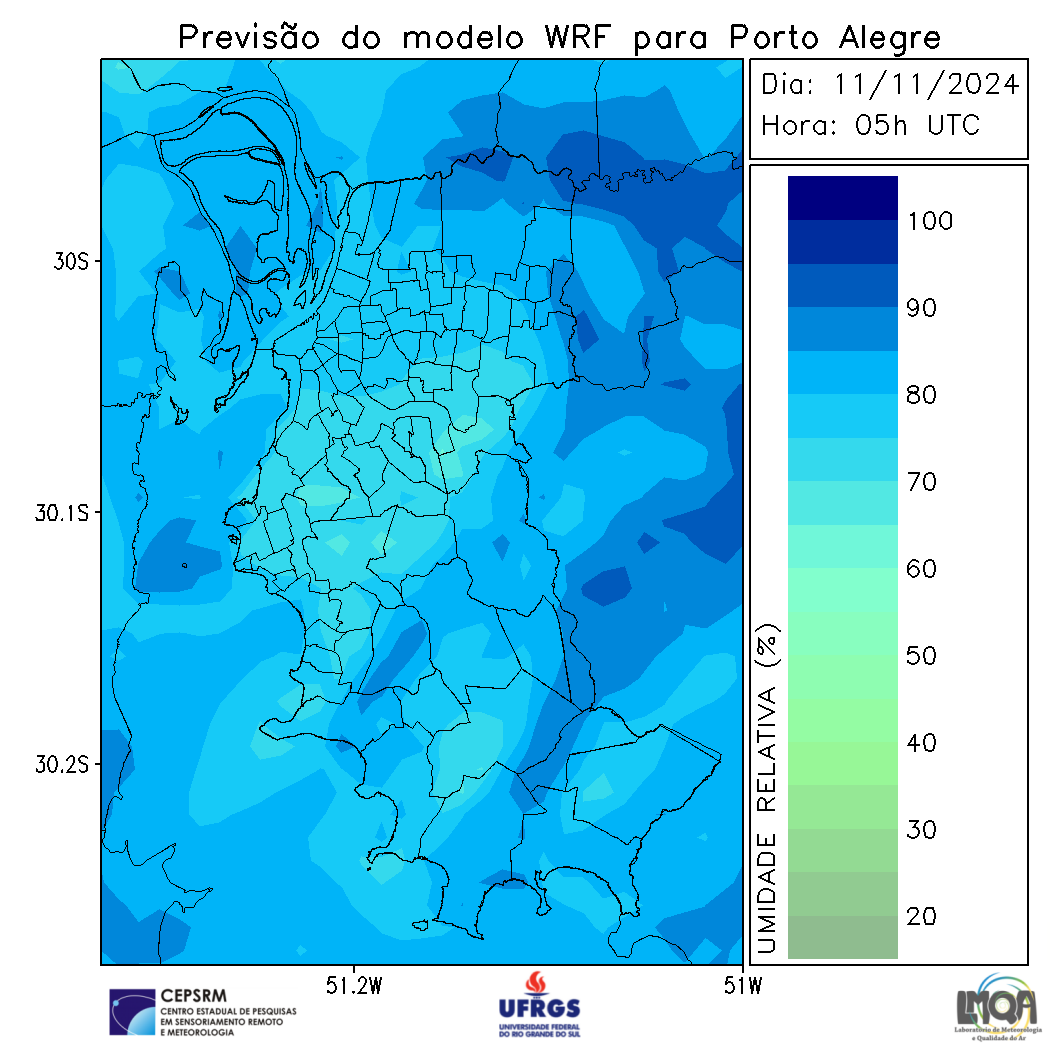 Previsão do modelo WRF para Porto Alegre
Dia: 11/11/2024
Hora: 05h UTC
30S
30.1S
30.2S
51.2W
51W
100
90
80
70
60
50
40
30
20
UMIDADE RELATIVA (%)
CEPSRM
CENTRO ESTADUAL DE PESQUISAS
EM SENSORIAMENTO REMOTO
E METEOROLOGIA
UFRGS
UNIVERSIDADE FEDERAL
DO RIO GRANDE DO SUL
LMQA
Laboratório de Meteorologia
e Qualidade do Ar